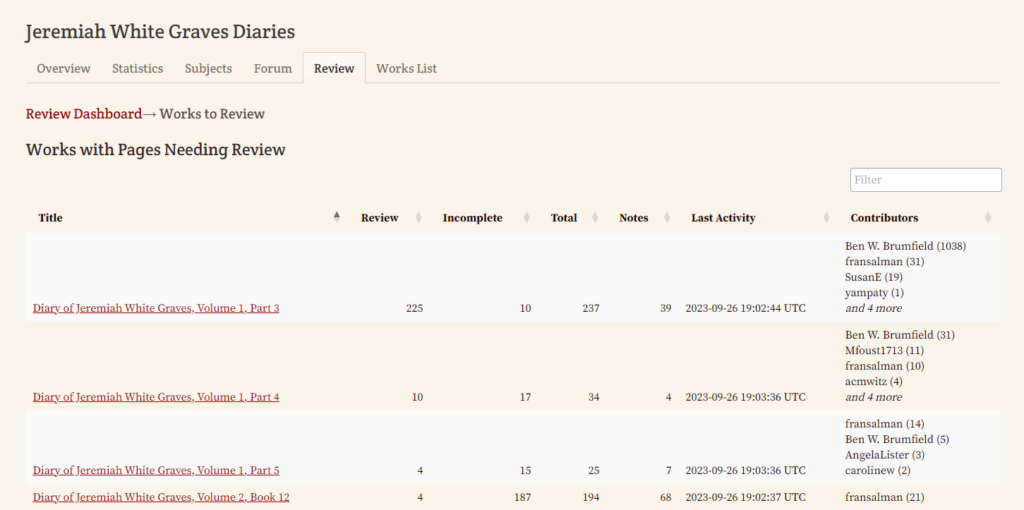 Jeremiah White Graves Diaries
Overview Statistics Subjects Forum Review Works List
Review Dashboard→ Works to Review
Works with Pages Needing Review
Filter
Title Review Incomplete Total Notes Last Activity Contributors
Ben W. Brumfield (1038)
fransalman (31)
SusanE (19)
yampaty (1)
Diary of Jeremiah White Graves, Volume 1, Part 3 225 10 237 39 2023-09-26 19:02:44 UTC and 4 more
Ben W. Brumfield (31)
Mfoust1713 (11)
fransalman (10)
acmwitz (4)
Diary of Jeremiah White Graves, Volume 1, Part 4 10 17 34 4 2023-09-26 19:03:36 UTC and 4 more
fransalman (14)
Ben W. Brumfield (5)
AngelaLister (3)
Diary of Jeremiah White Graves, Volume 1, Part 5 4 15 25 7 2023-09-26 19:03:36 UTC carolinew (2)
Diary of Jeremiah White Graves, Volume 2, Book 12 4 187 194 68 2023-09-26 19:02:37 UTC fransalman (21)